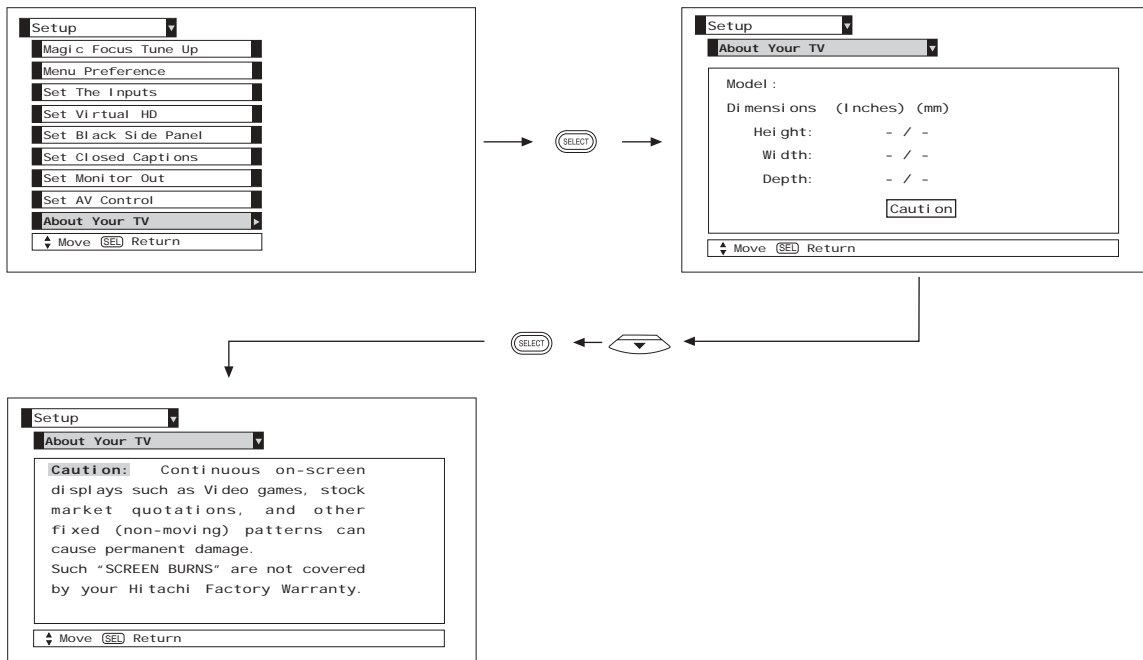 Setup
Magic Focus Tune Up
Menu Preference
Set The Inputs
Set Virtual HD
Set Black Side Panel
Set Closed Captions
Set Monitor Out
Set AV Control
About Your TV
Move SEL Return
SELECT
Setup
About Your TV
Model:
Dimensions (Inches) (mm)
Height: - / -
Width: - / -
Depth: - / -
Caution
Move SEL Return
SELECT
Setup
About Your TV
Caution: Continuous on-screen
displays such as Video games, stock
market quotations, and other
fixed (non-moving) patterns can
cause permanent damage.
Such “SCREEN BURNS” are not covered
by your Hitachi Factory Warranty.
Move SEL Return